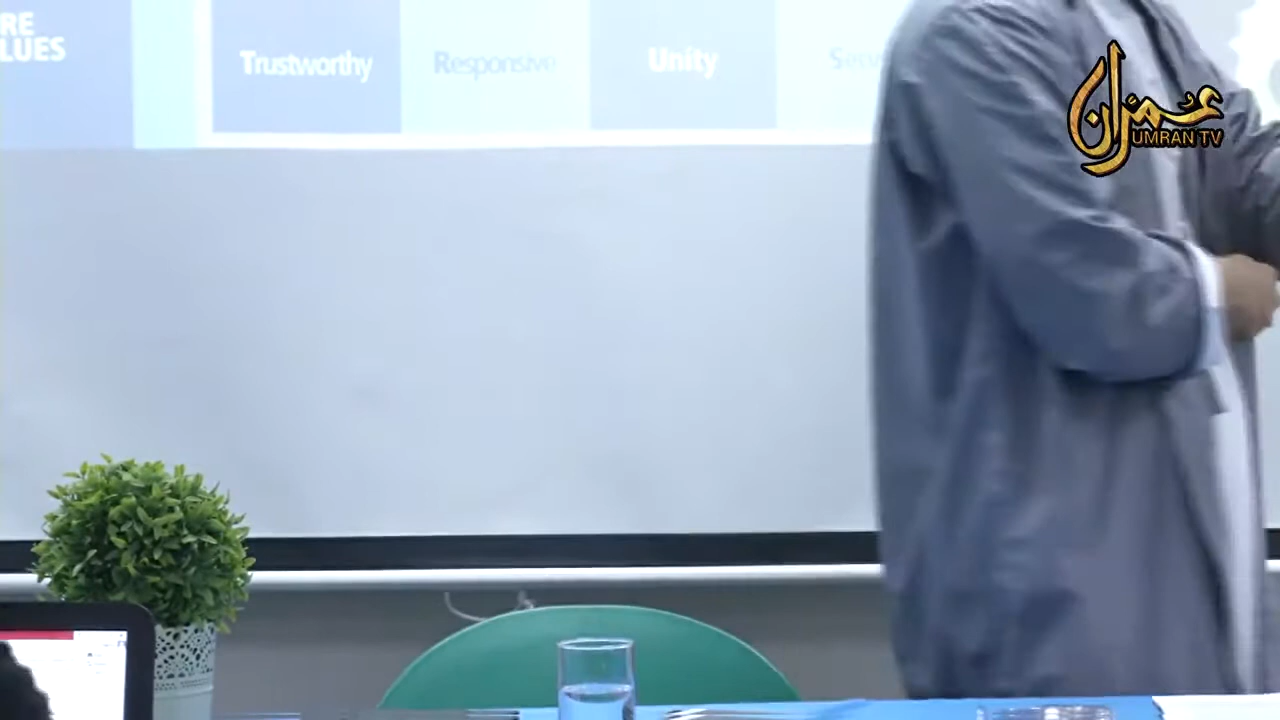 RE
LUES
Trustworthy
Responsive
Unity
عمران
UMRAN TV